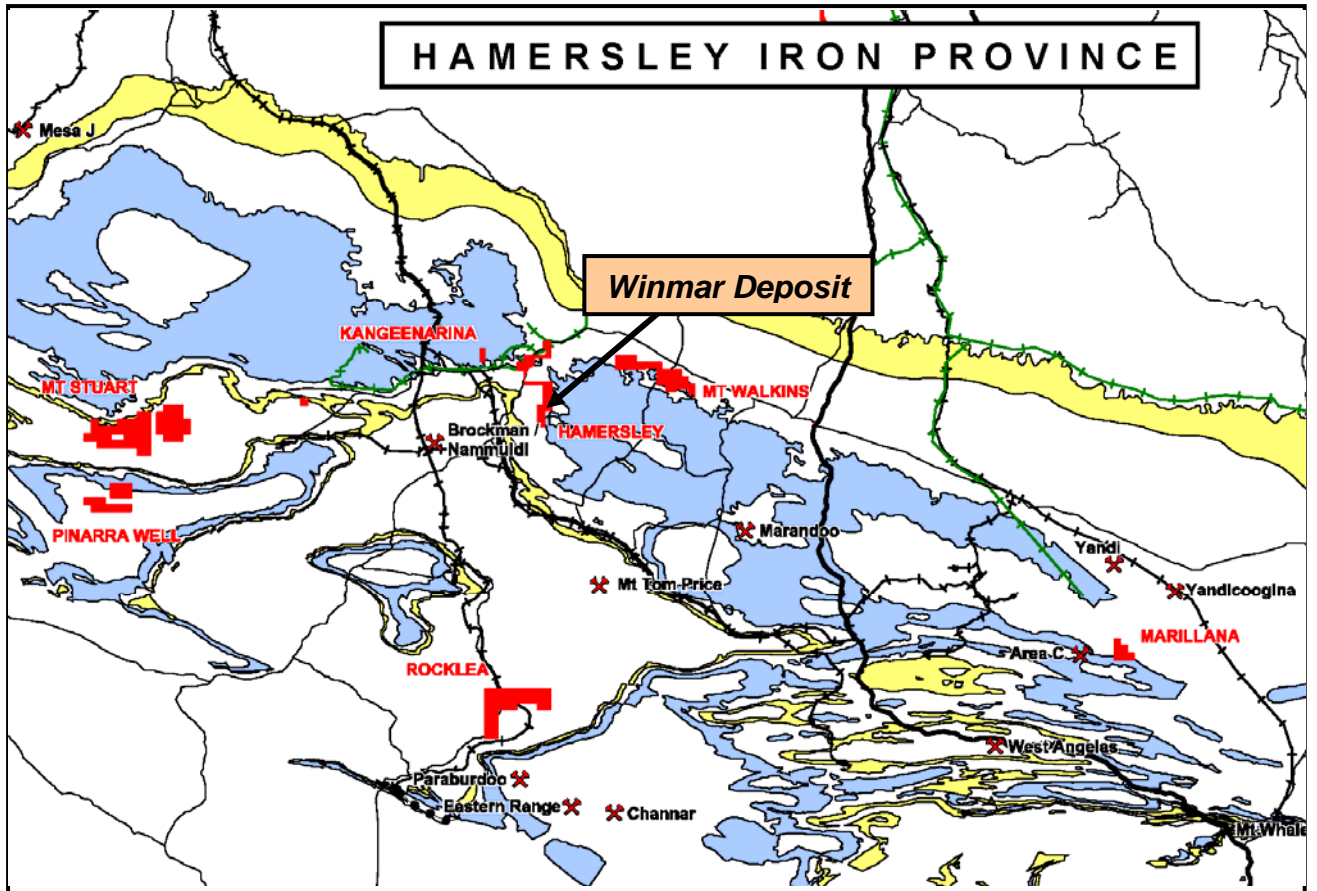 HAMERSLEY IRON PROVINCE
Mesa J
Winmar Deposit
KANGEENARINA
MT STUART
MT WALKINS
Brockman /
Nammuldi
HAMERSLEY
PINARRA WELL
Marandoo
Yandi
Mt Tom Price
Yandicoogina
MARILLANA
Area C
ROCKLEA
West Angelas
Paraburdoo
Eastern Range
Channar
Mt Whale